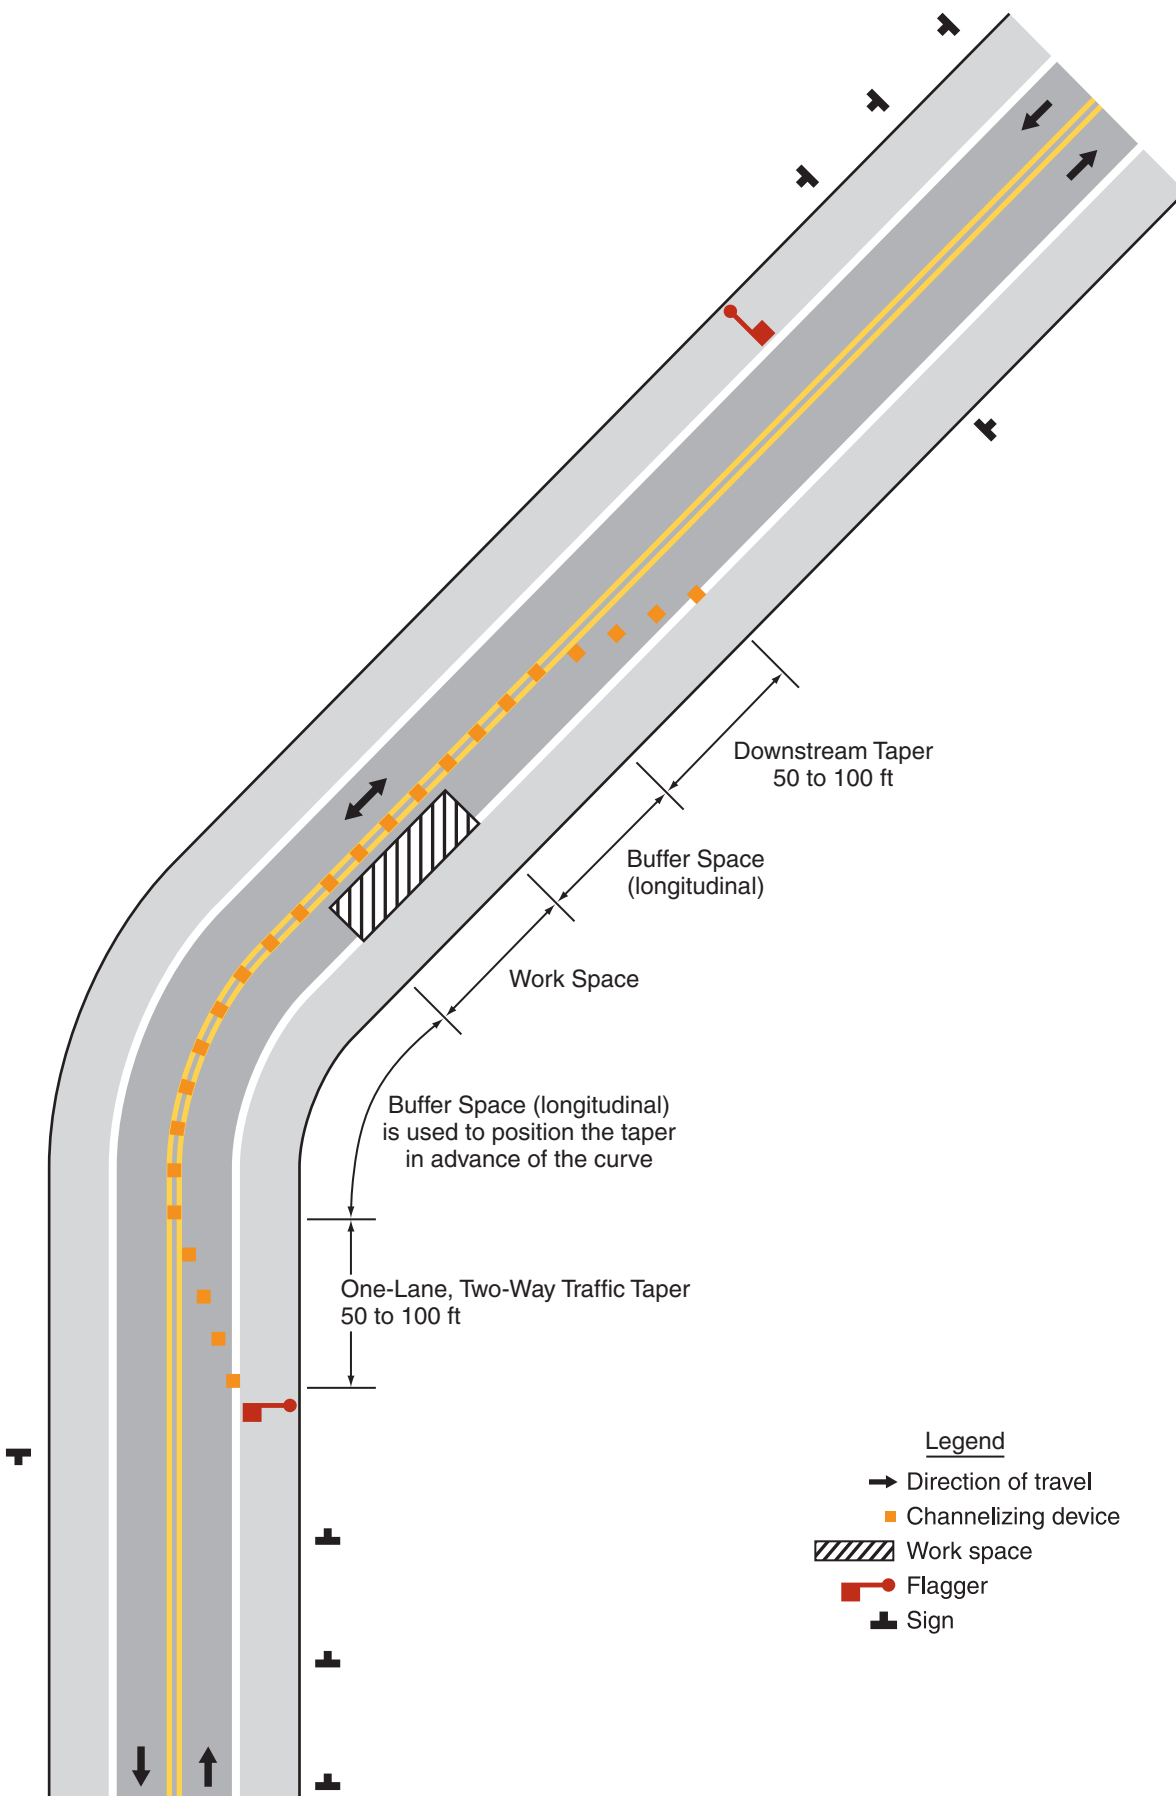 Downstream Taper
50 to 100 ft
Buffer Space
(longitudinal)
Work Space
Buffer Space (longitudinal)
is used to position the taper
in advance of the curve
One-Lane, Two-Way Traffic Taper
50 to 100 ft
Legend
Direction of travel
Channelizing device
Work space
Flagger
Sign